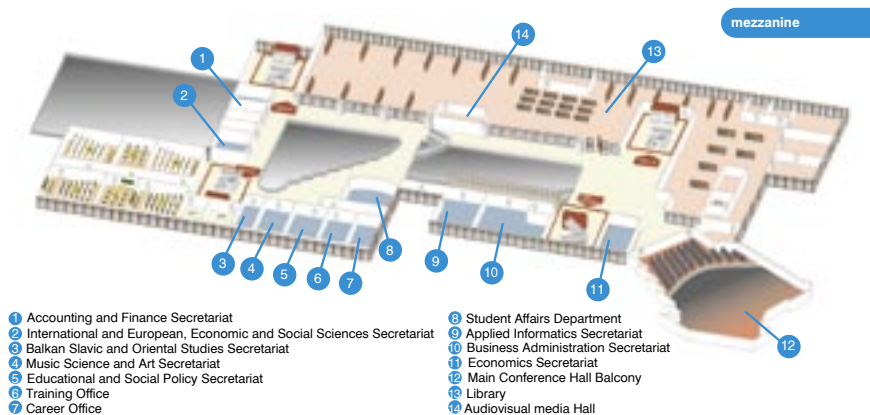 mezzanine
14
13
1
2
3
4
5
6
7
8
9
10
11
12
1 Accounting and Finance Secretariat
2 International and European, Economic and Social Sciences Secretariat
3 Balkan Slavic and Oriental Studies Secretariat
4 Music Science and Art Secretariat
5 Educational and Social Policy Secretariat
6 Training Office
7 Career Office
8 Student Affairs Department
9 Applied Informatics Secretariat
10 Business Administration Secretariat
11 Economics Secretariat
12 Main Conference Hall Balcony
13 Library
14 Audiovisual media Hall